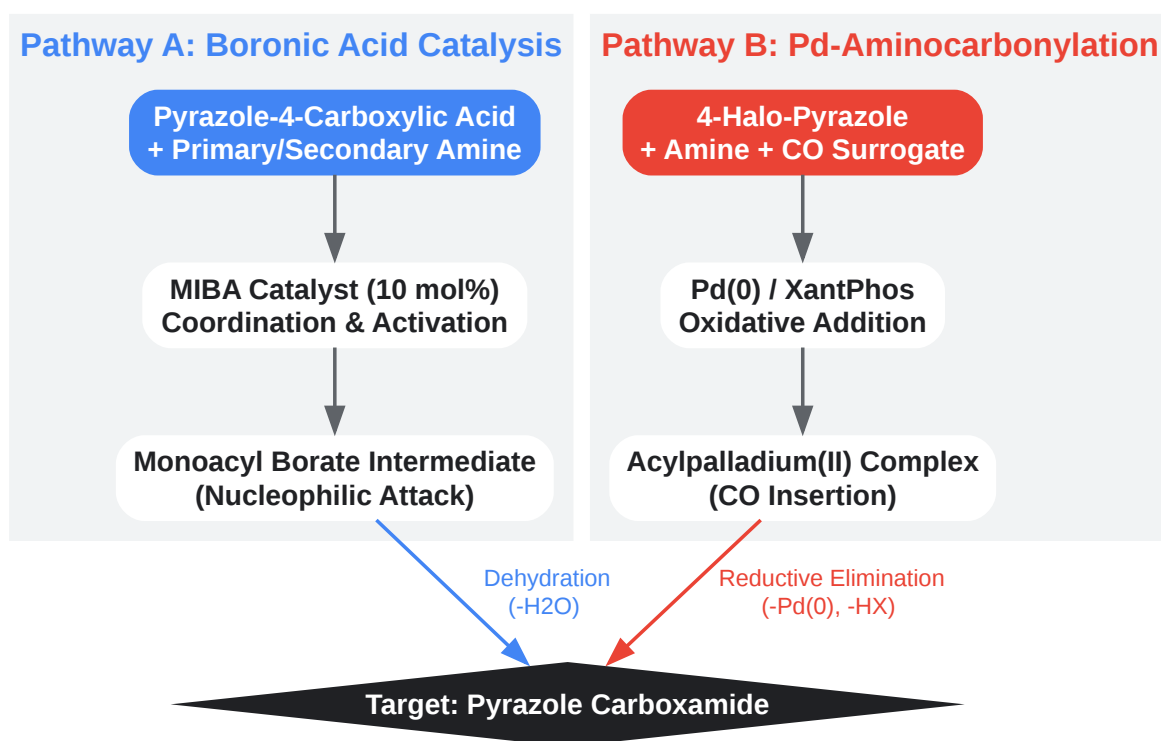 Pathway A: Boronic Acid Catalysis
Pyrazole-4-Carboxylic Acid
+ Primary/Secondary Amine
MIBA Catalyst (10 mol%)
Coordination & Activation
Monoacyl Borate Intermediate
(Nucleophilic Attack)
Dehydration
(-H2O)
Pathway B: Pd-Aminocarbonylation
4-Halo-Pyrazole
+ Amine + CO Surrogate
Pd(0) / XantPhos
Oxidative Addition
Acylpalladium(II) Complex
(CO Insertion)
Reductive Elimination
(-Pd(0), -HX)
Target: Pyrazole Carboxamide